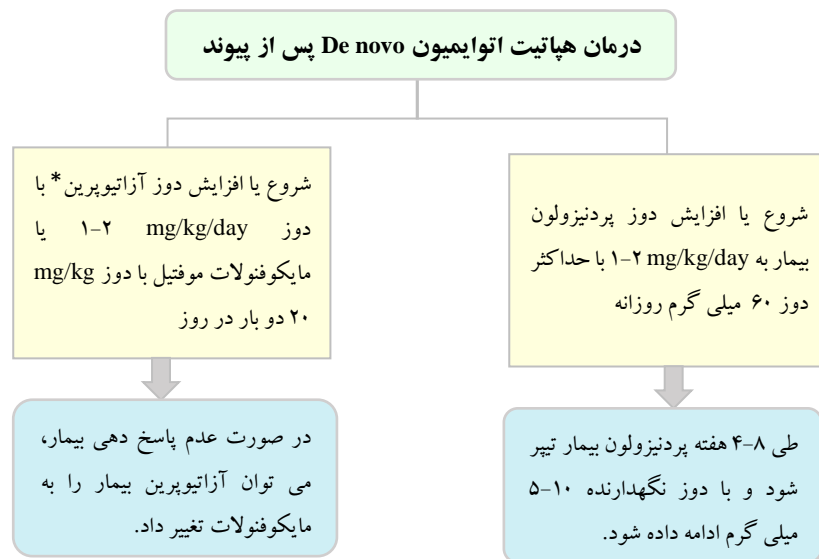 درمان هپاتیت اتوایمیون De novo پس از پیوند
شروع یا افزایش دوز پردنیزولون
بیمار به ۱-۲ mg/kg/day با حداکثر
دوز ۶۰ میلی گرم روزانه
طی ۸-۴ هفته پردنیزولون بیمار تیپر
شود و با دوز نگهدارنده ۱۰-۵
میلی گرم ادامه داده شود.
شروع یا افزایش دوز آزاتیوپرین* با
دوز ۱-۲ mg/kg/day یا
مایکوفنولات موفتیل با دوز mg/kg
۲۰ دو بار در روز
در صورت عدم پاسخ دهی بیمار،
می توان آزاتیوپرین بیمار را به
مایکوفنولات تغییر داد.